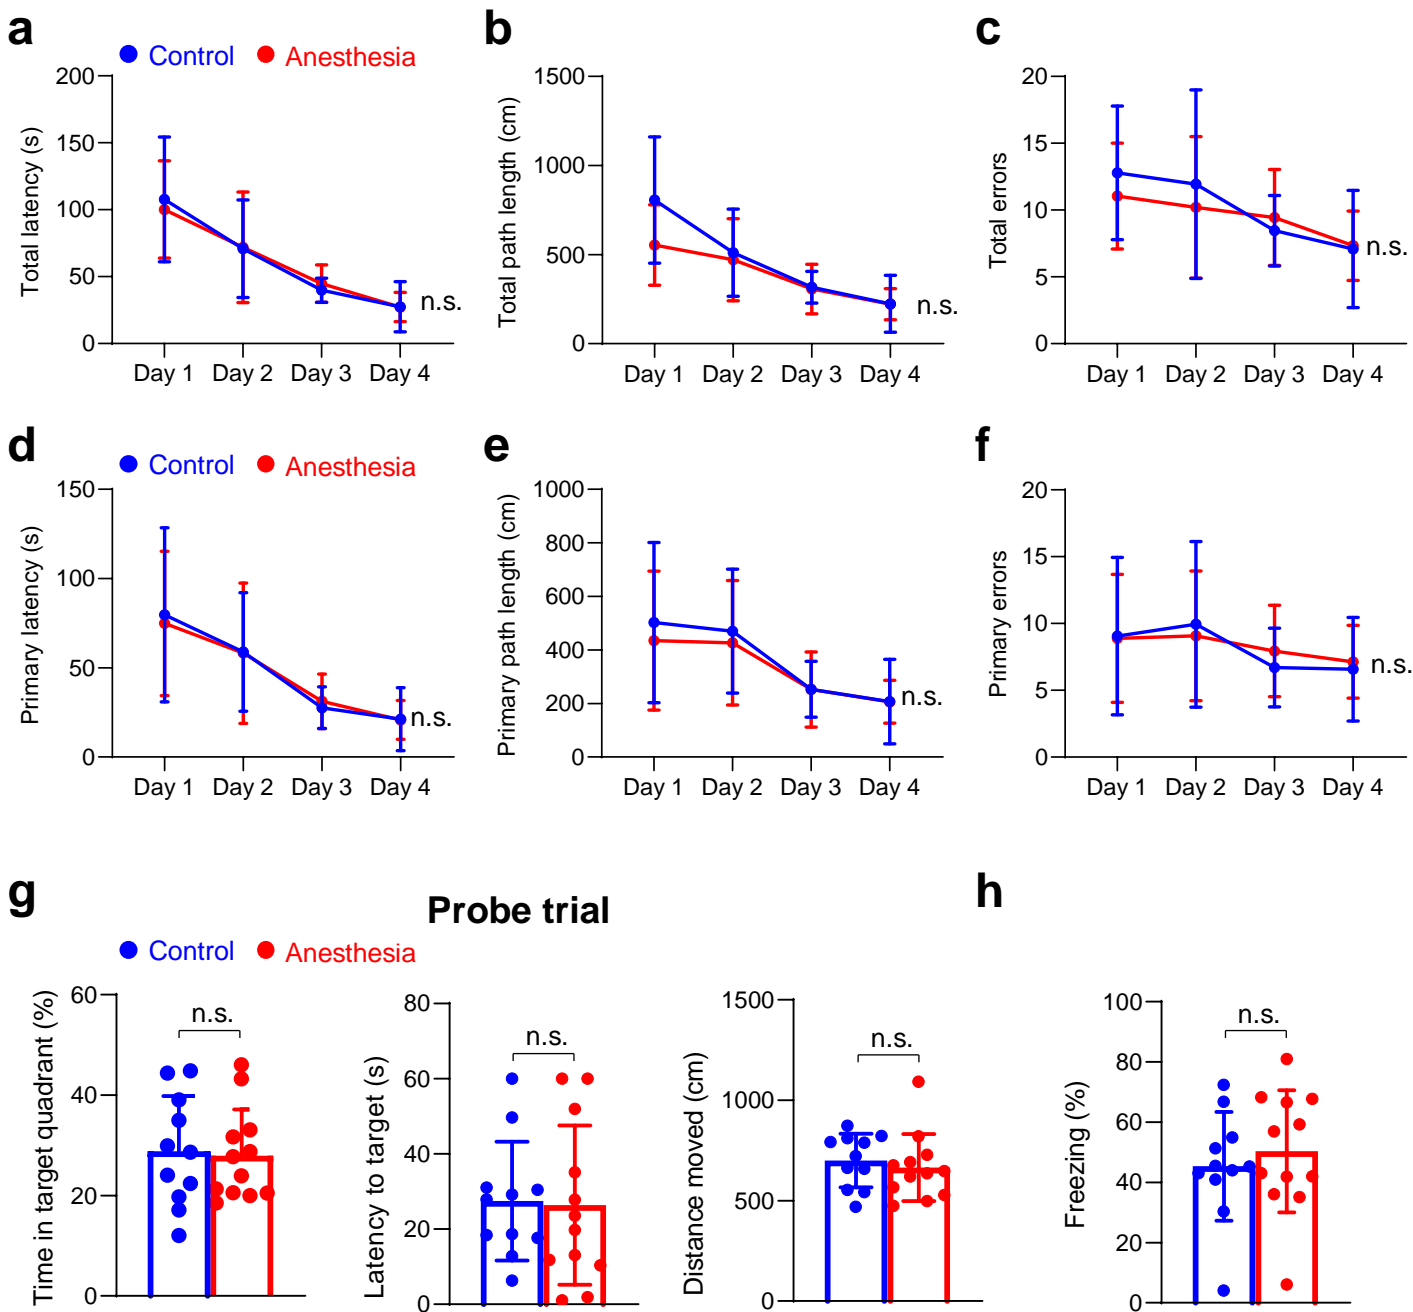 a
Control Anesthesia
Total latency (s)
200
150
100
50
0
Day 1 Day 2 Day 3 Day 4
n.s.
b
Total path length (cm)
1500
1000
500
0
Day 1 Day 2 Day 3 Day 4
n.s.
c
Total errors
20
15
10
5
0
Day 1 Day 2 Day 3 Day 4
n.s.
d
Control Anesthesia
Primary latency (s)
150
100
50
0
Day 1 Day 2 Day 3 Day 4
n.s.
e
Primary path length (cm)
1000
800
600
400
200
0
Day 1 Day 2 Day 3 Day 4
n.s.
f
Primary errors
20
15
10
5
0
Day 1 Day 2 Day 3 Day 4
n.s.
g
Probe trial
Control Anesthesia
Time in target quadrant (%)
60
40
20
0
n.s.
Latency to target (s)
80
60
40
20
0
n.s.
Distance moved (cm)
1500
1000
500
0
n.s.
h
Freezing (%)
100
80
60
40
20
0
n.s.